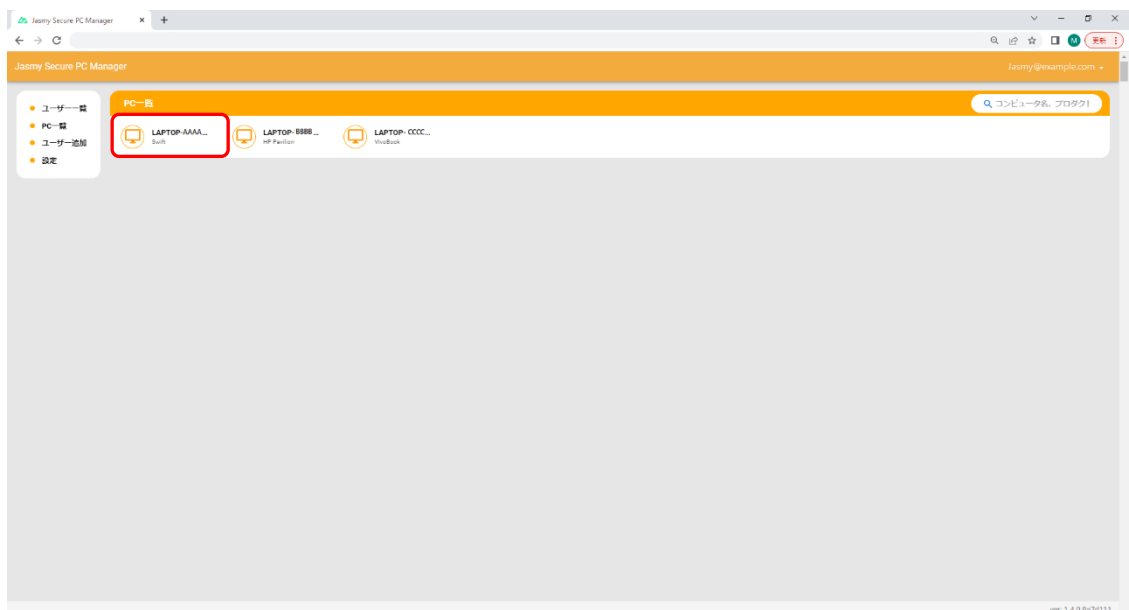 Jasmy Secure PC Manager
M 更新
Jasmy Secure PC Manager
Jasmy@example.com
ユーザー一覧
PC一覧
ユーザー追加
設定
PC一覧
コンピュータ名、プロダクト
LAPTOP-AAAA...
Swift
LAPTOP- BBBB ...
HP Pavilion
LAPTOP- CCCC...
VivoBook